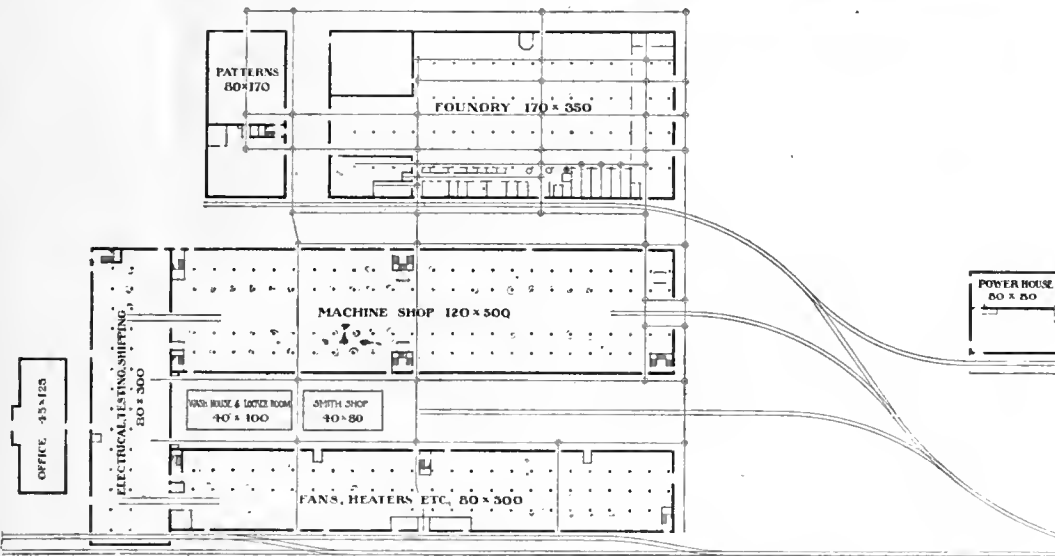 PATTERNS
80×170
FOUNDRY 170 × 350
POWER HOUSE
80 × 80
MACHINE SHOP 120 × 500
ELECTRICAL, TESTING, SHIPPING
80 × 300
OFFICE 45×125
WASH HOUSE & LOCKER ROOM
40 × 100
SMITH SHOP
40×80
FANS, HEATERS ETC, 80 × 500